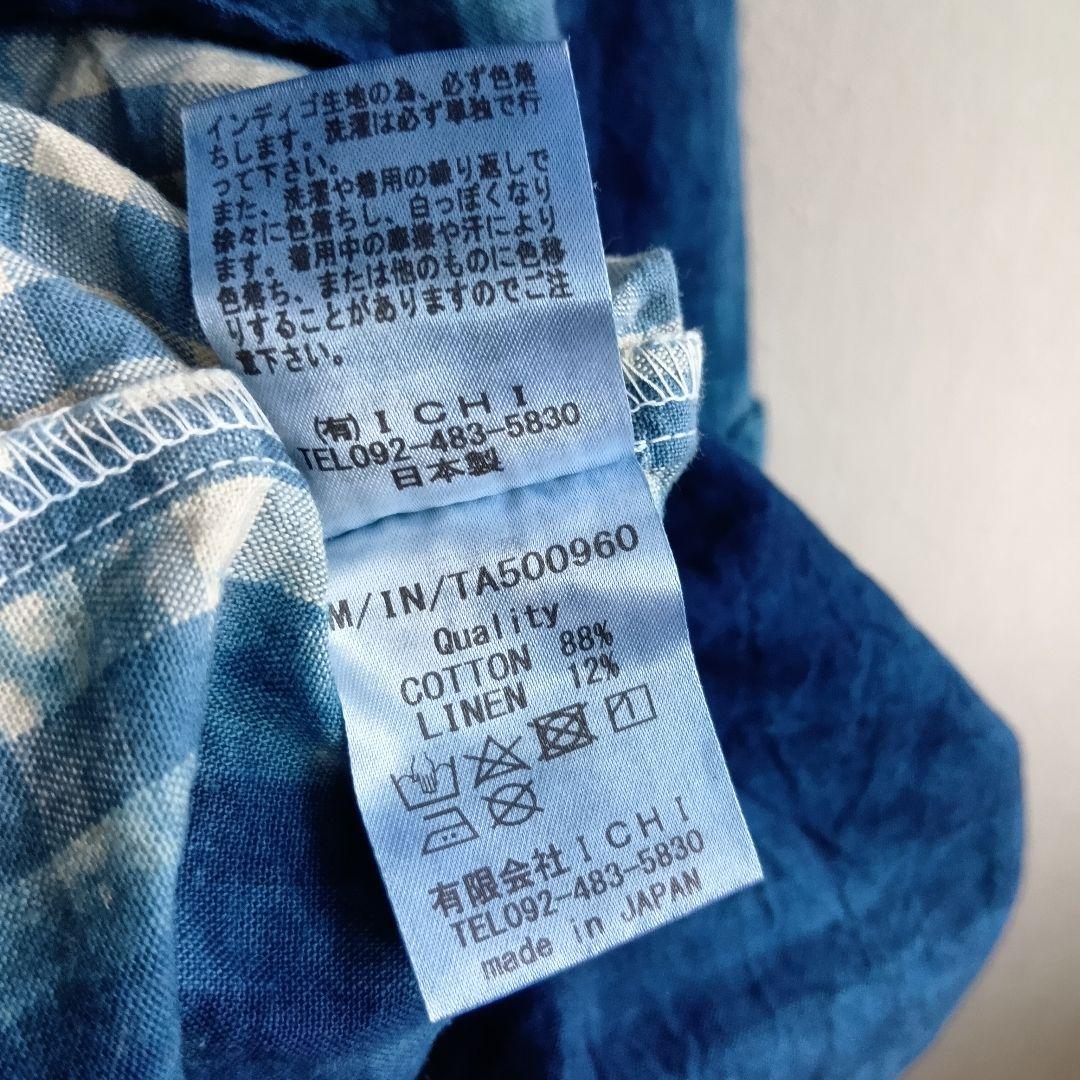 インディゴ生地の為、必ず色落
ちします。洗濯は必ず単独で行
って下さい。
また、洗濯や着用の繰り返しで
徐々に色落ちし、白っぽくなり
ます。着用中の摩擦や汗により
色落ち、または他のものに色移
りすることがありますのでご注
意下さい。
(有)ICHI
TEL092-483-5830
日本製
M/IN/TA500960
Quality
COTTON 88%
LINEN 12%
有限会社ICHI
TEL092-483-5830
made in JAPAN